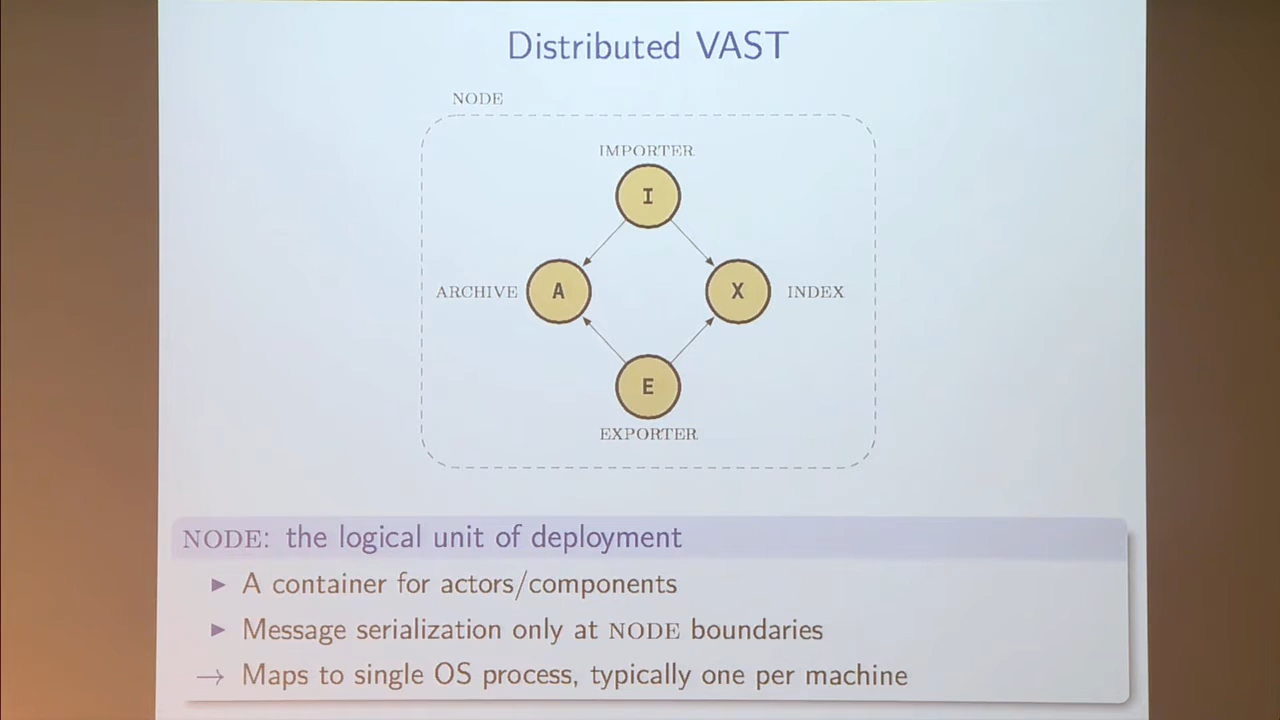 Distributed VAST
NODE
IMPORTER
I
ARCHIVE
A
X
INDEX
E
EXPORTER
NODE: the logical unit of deployment
▶ A container for actors/components
▶ Message serialization only at NODE boundaries
→ Maps to single OS process, typically one per machine